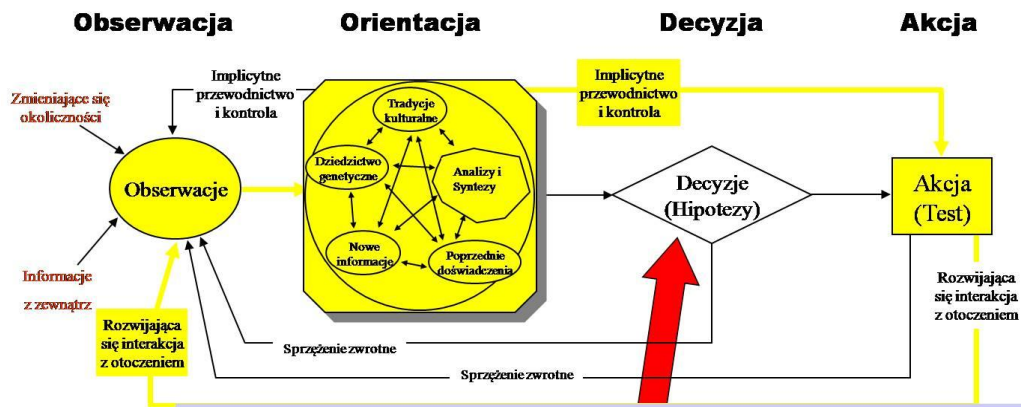 Obserwacja
Orientacja
Decyzja
Akcja
Implicytne
przewodnictwo
i kontrola
Implicytne
przewodnictwo
i kontrola
Zmieniające się
okoliczności
Tradycje
kulturalne
Dziedzictwo
genetyczne
Analizy i
Syntezy
Obserwacje
Decyzje
(Hipotezy)
Akcja
(Test)
Nowe
informacje
Poprzednie
doświadczenia
Informacje
z zewnątrz
Rozwijająca
się interakcja
z otoczeniem
Rozwijająca
się interakcja
z otoczeniem
Sprzężenie zwrotne
Sprzężenie zwrotne